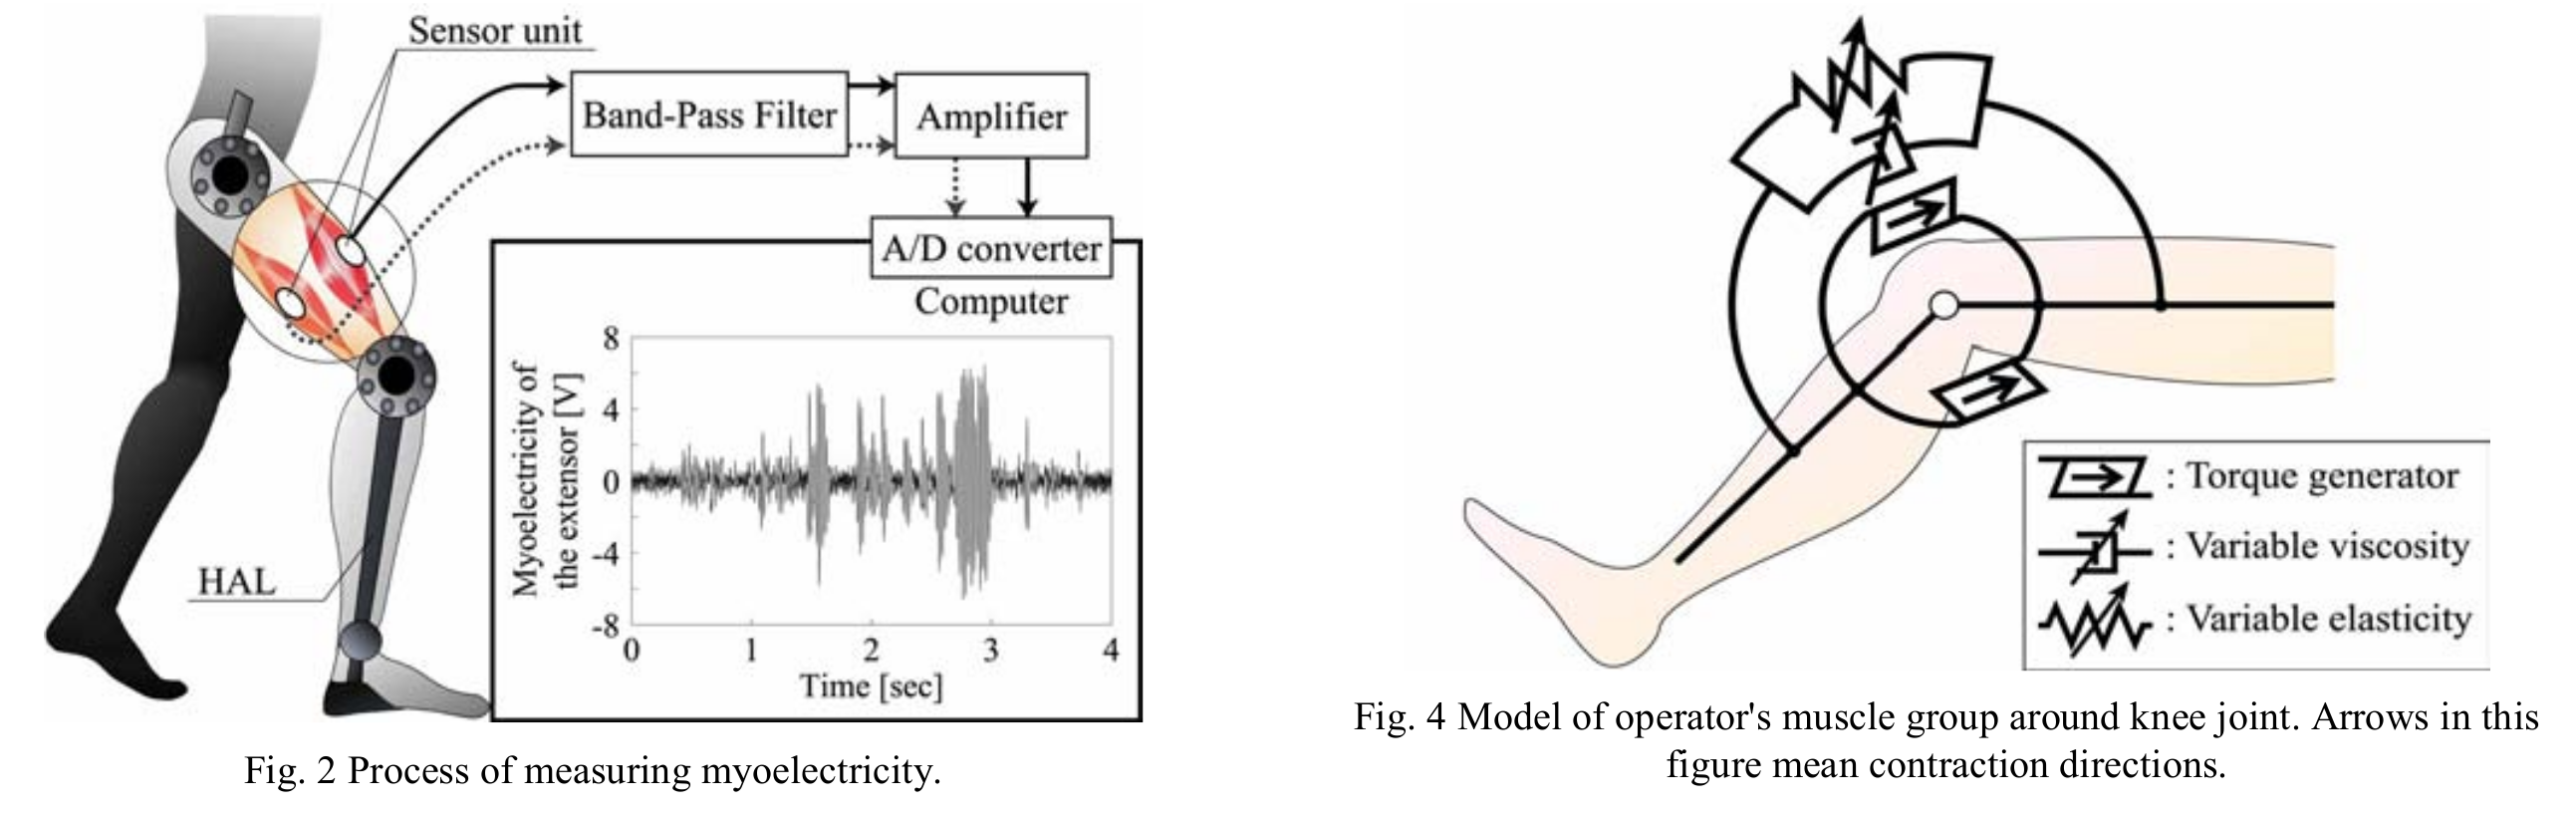 Sensor unit
Band-Pass Filter
Amplifier
A/D converter
Computer
Myoelectricity of
the extensor [V]
8
4
0
-4
-8
0 1 2 3 4
Time [sec]
HAL
Fig. 2 Process of measuring myoelectricity.
: Torque generator
: Variable viscosity
: Variable elasticity
Fig. 4 Model of operator's muscle group around knee joint. Arrows in this
figure mean contraction directions.